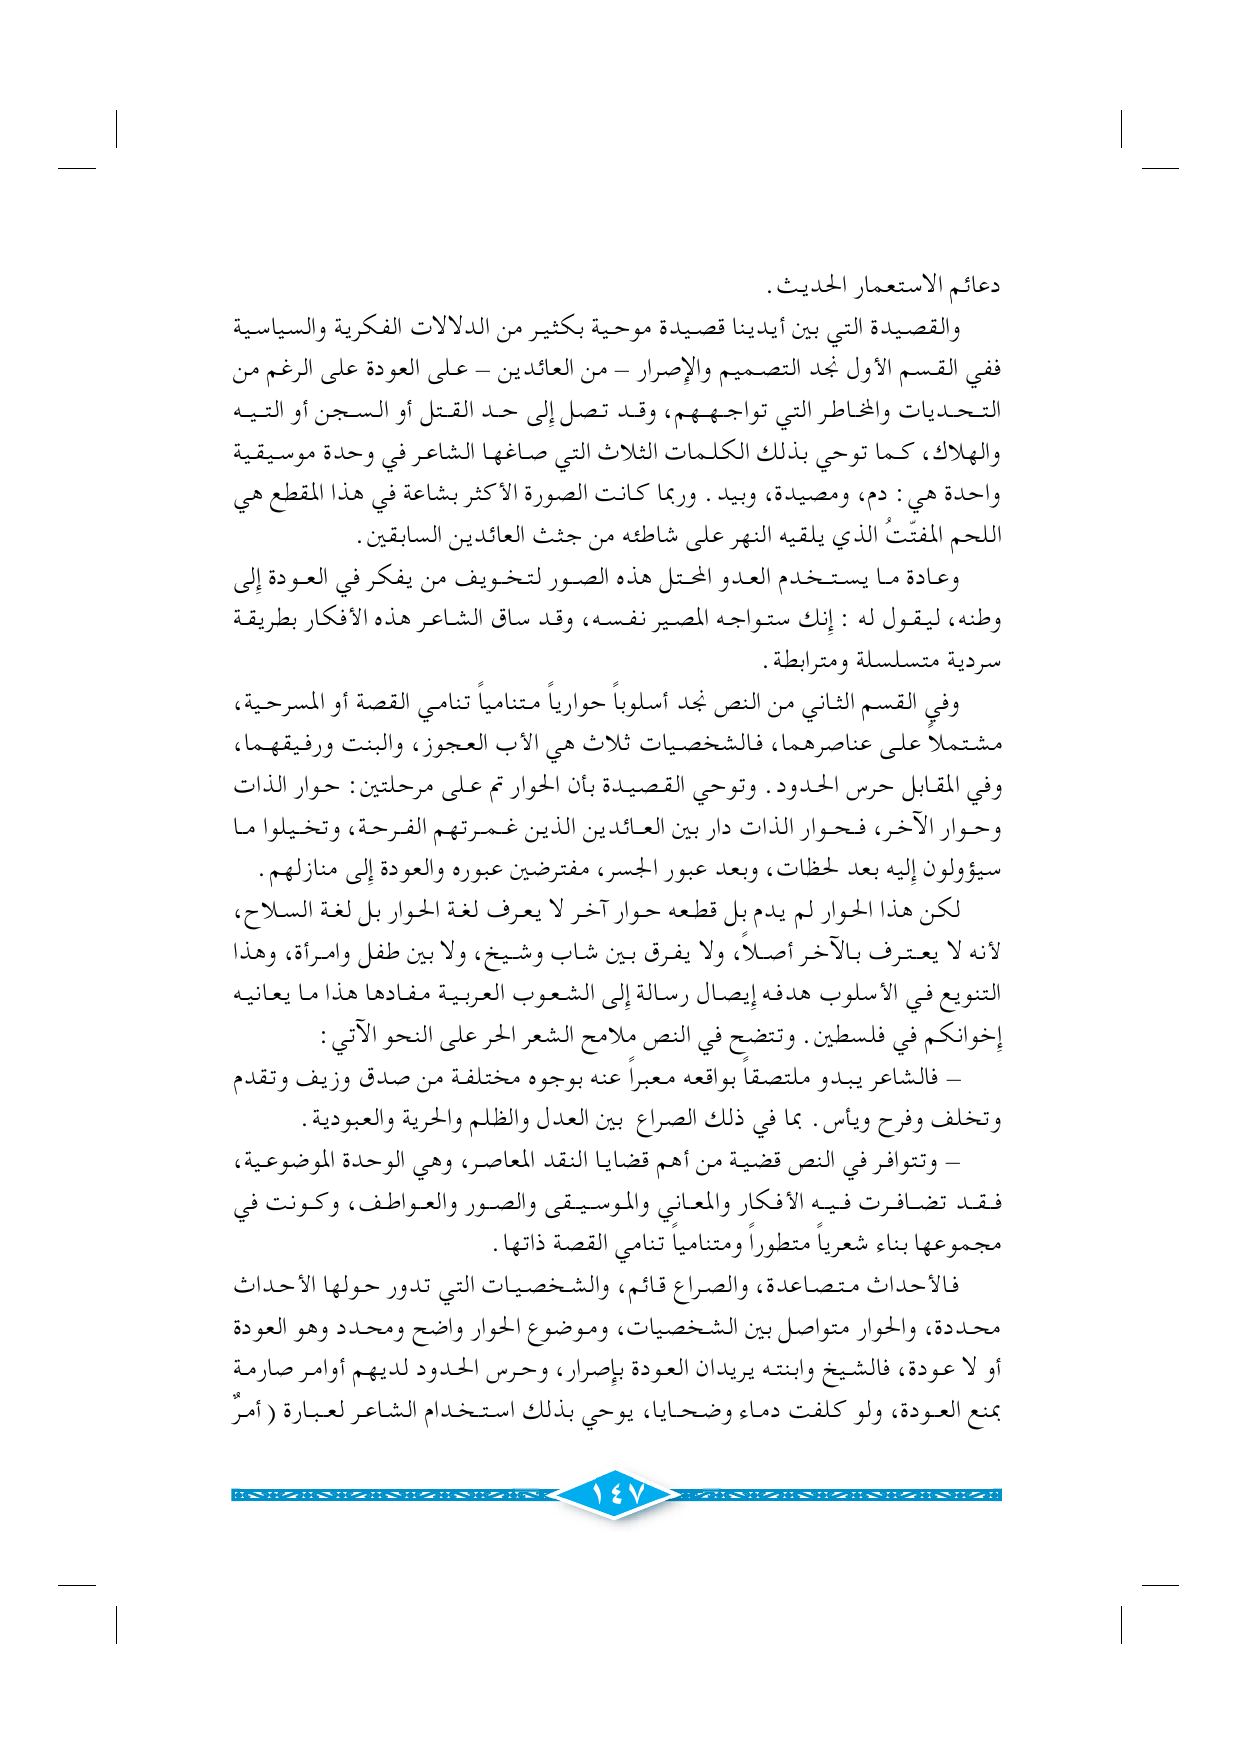 دعائم الاستعمار الحديث.
والقصيدة التي بين أيدينا قصيدة موحية بكثير من الدلالات الفكرية والسياسية
ففي القسم الأول نجد التصميم والإصرار – من العائدين – على العودة على الرغم من
التحديات والمخاطر التي تواجههم، وقد تصل إلى حد القتل أو السجن أو التيه
والهلاك، كما توحي بذلك الكلمات الثلاث التي صاغها الشاعر في وحدة موسيقية
واحدة هي: دم، ومصيدة، وبيد. وربما كانت الصورة الأكثر بشاعة في هذا المقطع هي
اللحم المفتّتُ الذي يلقيه النهر على شاطئه من جثث العائدين السابقين.
وعادة ما يستخدم العدو المحتل هذه الصور لتخويف من يفكر في العودة إلى
وطنه، ليقول له : إنك ستواجه المصير نفسه، وقد ساق الشاعر هذه الأفكار بطريقة
سردية متسلسلة ومترابطة.
وفي القسم الثاني من النص نجد أسلوباً حوارياً متنامياً تنامي القصة أو المسرحية،
مشتملاً على عناصرهما، فالشخصيات ثلاث هي الأب العجوز، والبنت ورفيقهما،
وفي المقابل حرس الحدود. وتوحي القصيدة بأن الحوار تم على مرحلتين: حوار الذات
وحوار الآخر، فحوار الذات دار بين العائدين الذين غمرتهم الفرحة، وتخيلوا ما
سيؤولون إليه بعد لحظات، وبعد عبور الجسر، مفترضين عبوره والعودة إلى منازلهم.
لكن هذا الحوار لم يدم بل قطعه حوار آخر لا يعرف لغة الحوار بل لغة السلاح،
لأنه لا يعترف بالآخر أصلاً، ولا يفرق بين شاب وشيخ، ولا بين طفل وامرأة، وهذا
التنويع في الأسلوب هدفه إيصال رسالة إلى الشعوب العربية مفادها هذا ما يعانيه
إخوانكم في فلسطين. وتتضح في النص ملامح الشعر الحر على النحو الآتي:
– فالشاعر يبدو ملتصقاً بواقعه معبراً عنه بوجوه مختلفة من صدق وزيف وتقدم
وتخلف وفرح ويأس. بما في ذلك الصراع بين العدل والظلم والحرية والعبودية.
– وتتوافر في النص قضية من أهم قضايا النقد المعاصر، وهي الوحدة الموضوعية،
فقد تضافرت فيه الأفكار والمعاني والموسيقى والصور والعواطف، وكونت في
مجموعها بناء شعرياً متطوراً ومتنامياً تنامي القصة ذاتها.
فالأحداث متصاعدة، والصراع قائم، والشخصيات التي تدور حولها الأحداث
محددة، والحوار متواصل بين الشخصيات، وموضوع الحوار واضح ومحدد وهو العودة
أو لا عودة، فالشيخ وابنته يريدان العودة بإصرار، وحرس الحدود لديهم أوامر صارمة
بمنع العودة، ولو كلفت دماء وضحايا، يوحي بذلك استخدام الشاعر لعبارة (أمرٌ
١٤٧